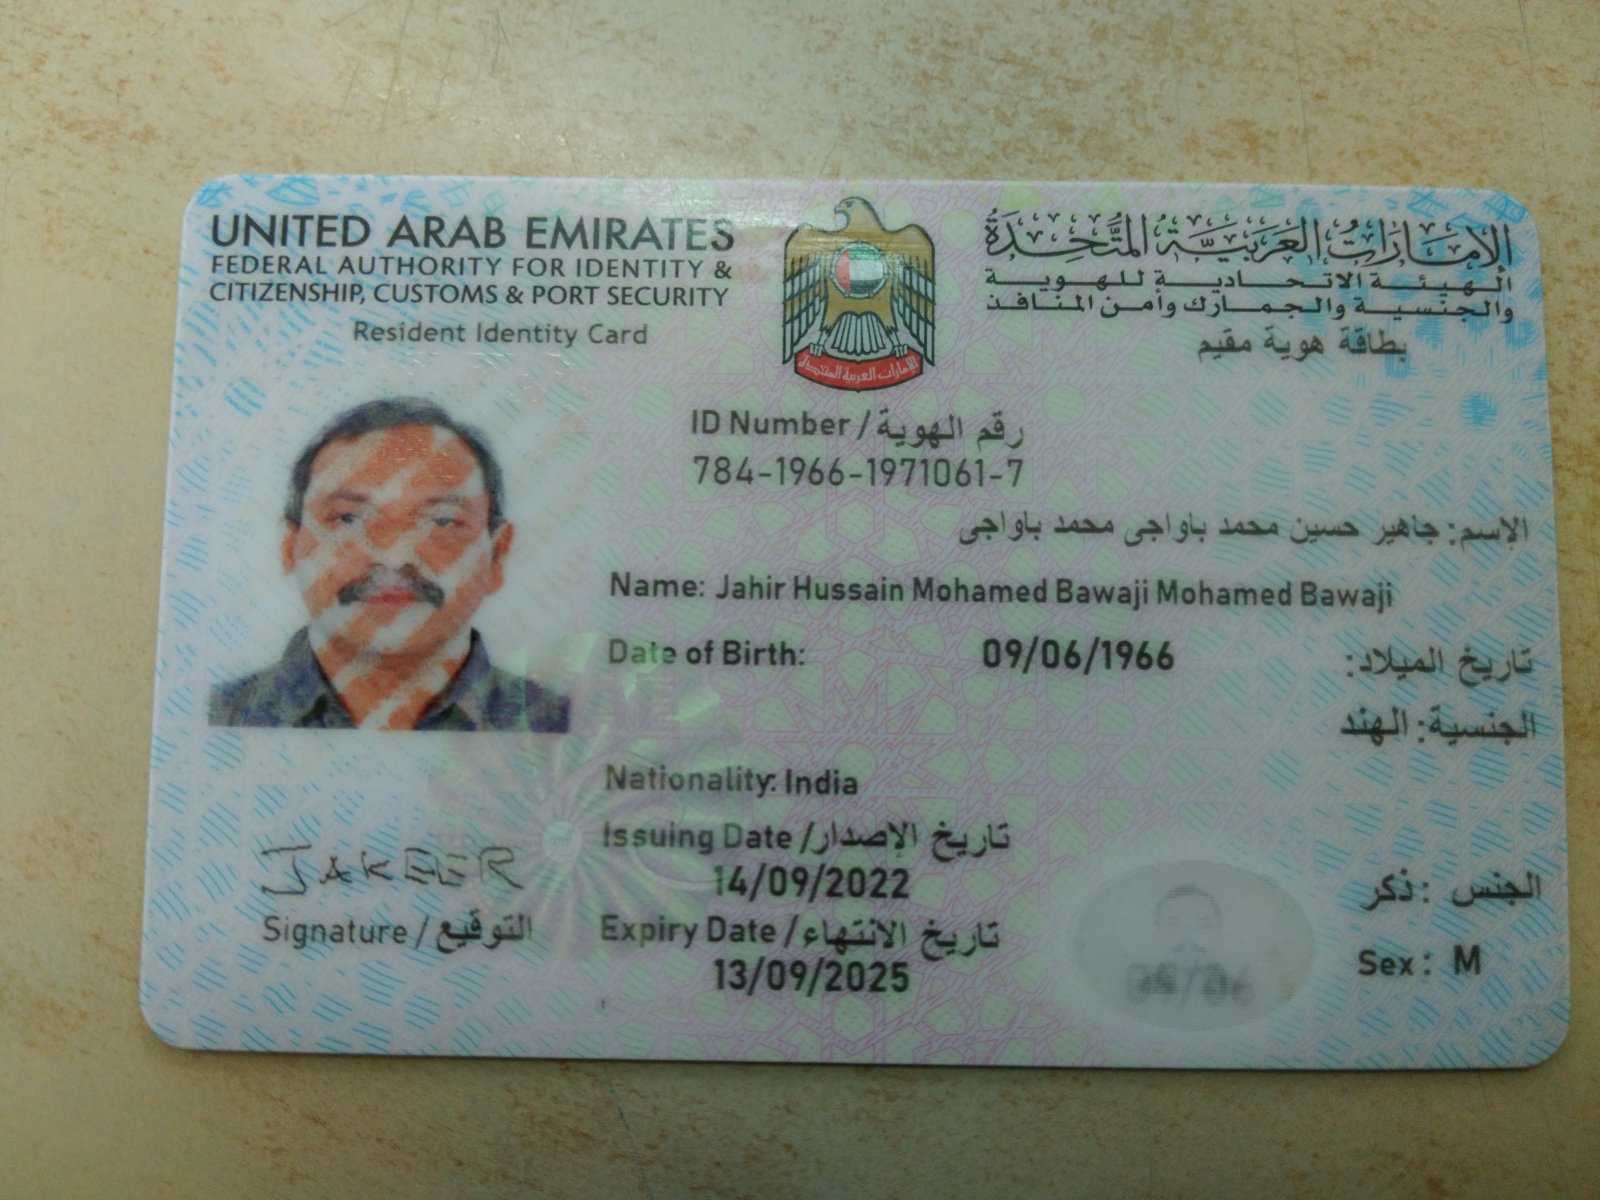 UNITED ARAB EMIRATES
FEDERAL AUTHORITY FOR IDENTITY &
CITIZENSHIP, CUSTOMS & PORT SECURITY
Resident Identity Card
الإمارات العربية المتحدة
الهيئة الاتحادية للهوية
والجنسية والجمارك وأمن المنافذ
بطاقة هوية مقيم
الإمارات العربية المتحدة
ID Number / رقم الهوية
784-1966-1971061-7
الإسم: جاهير حسين محمد باواجى محمد باواجى
Name: Jahir Hussain Mohamed Bawaji Mohamed Bawaji
Date of Birth: 09/06/1966 تاريخ الميلاد:
الجنسية: الهند
Nationality: India
Issuing Date / تاريخ الإصدار
14/09/2022
Expiry Date / تاريخ الانتهاء
13/09/2025
الجنس: ذكر
Sex: M
JAKEER
Signature / التوقيع